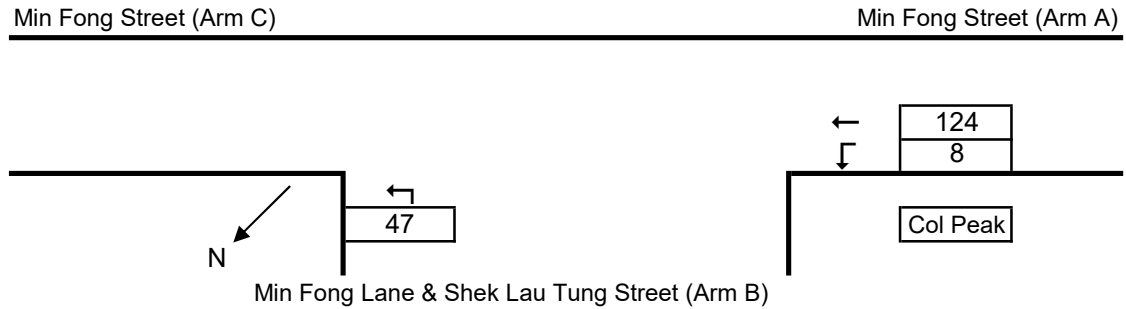 Min Fong Street (Arm C)
Min Fong Street (Arm A)
124
8
47
Col Peak
N
Min Fong Lane & Shek Lau Tung Street (Arm B)